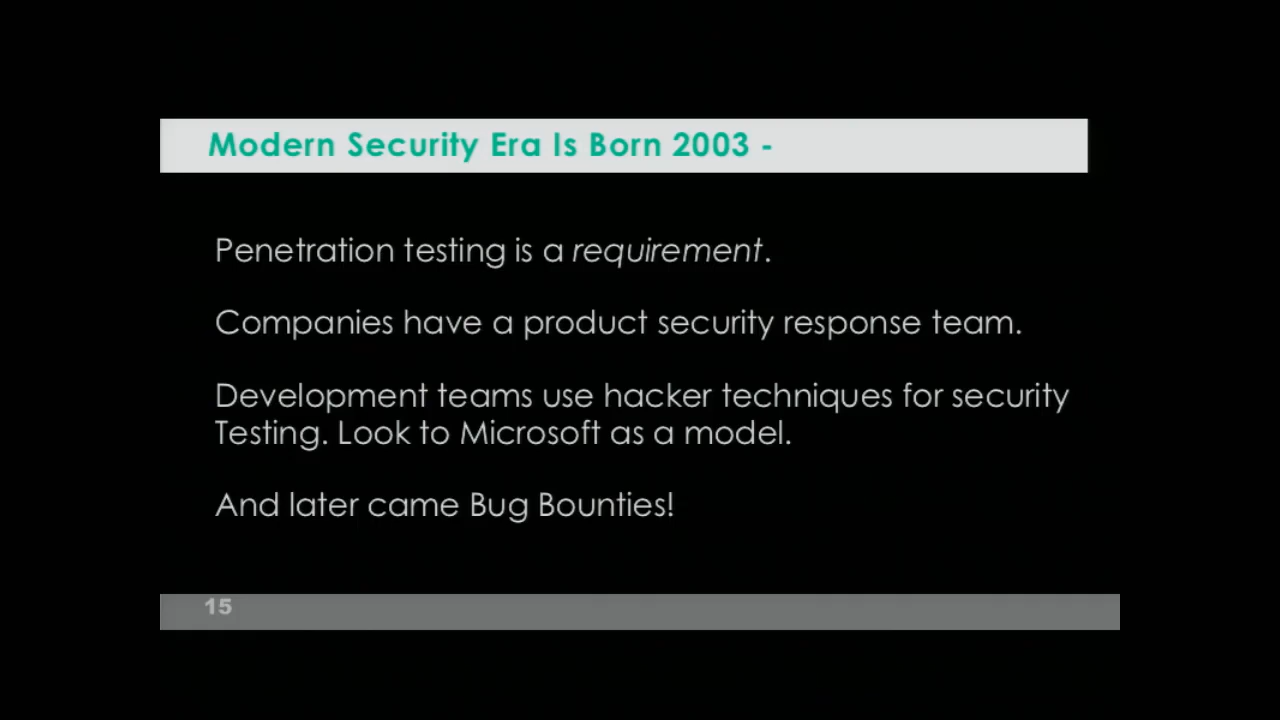 Modern Security Era Is Born 2003 -
Penetration testing is a requirement.
Companies have a product security response team.
Development teams use hacker techniques for security
Testing. Look to Microsoft as a model.
And later came Bug Bounties!
15